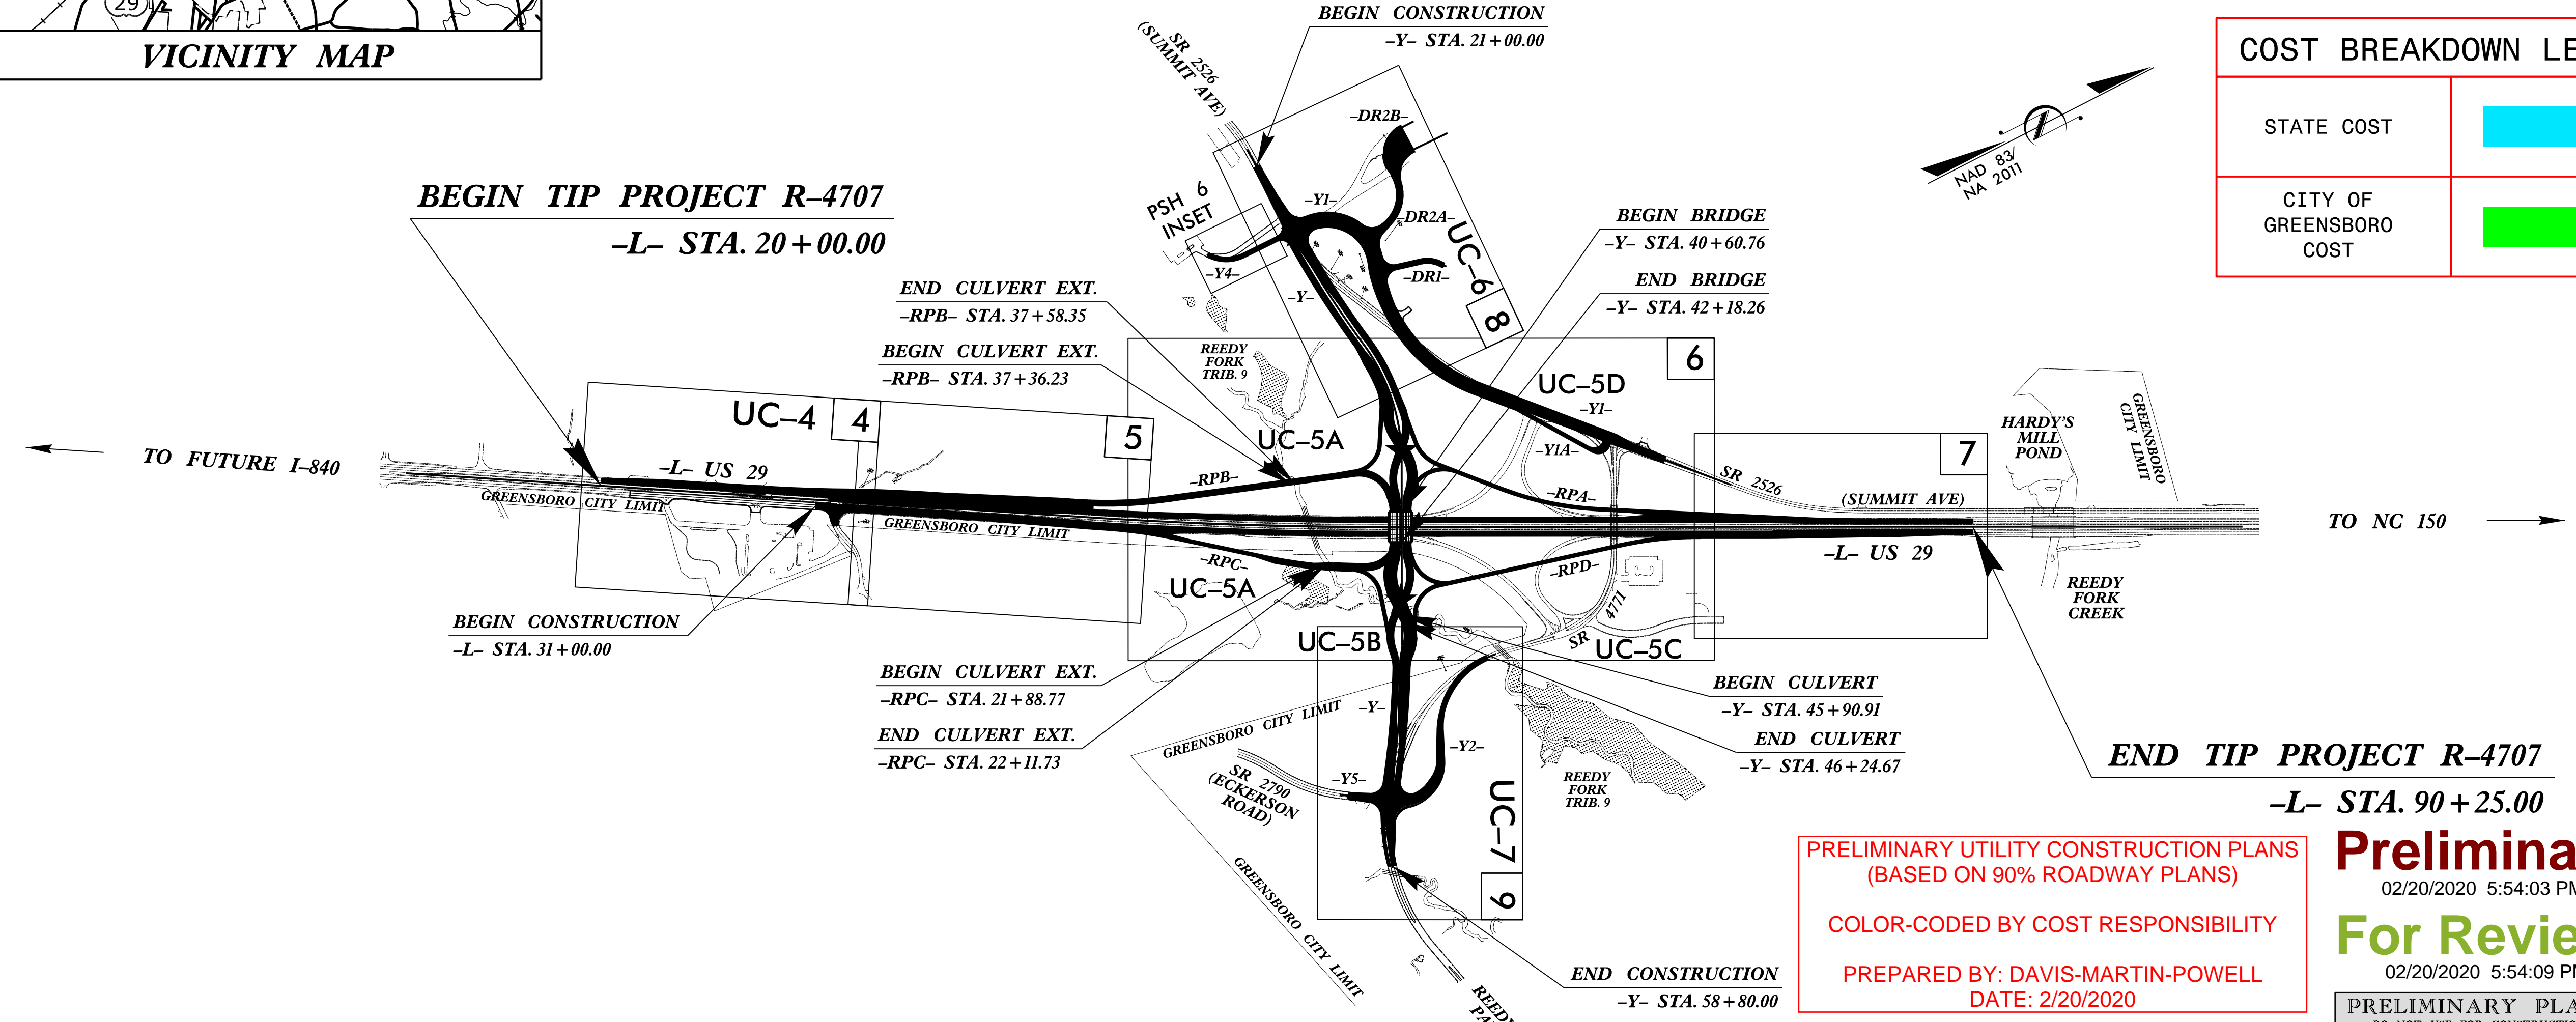 29
VICINITY MAP
BEGIN CONSTRUCTION
–Y– STA. 21+00.00
SR 2526
(SUMMIT AVE)
COST BREAKDOWN
STATE COST
CITY OF
GREENSBORO
COST
NAD 83/
NA 2011
BEGIN TIP PROJECT R–4707
–L– STA. 20+00.00
PSH 6
INSET
–DR2B–
–Y1–
–DR2A–
–DR1–
–Y4–
–Y–
UC–6
8
BEGIN BRIDGE
–Y– STA. 40+60.76
END BRIDGE
–Y– STA. 42+18.26
END CULVERT EXT.
–RPB– STA. 37+58.35
BEGIN CULVERT EXT.
–RPB– STA. 37+36.23
REEDY
FORK
TRIB. 9
6
UC–5D
–Y1–
UC–4
4
5
UC–5A
–Y1A–
7
HARDY'S
MILL
POND
GREENSBORO
CITY LIMIT
TO FUTURE I–840
–L– US 29
–RPB–
–RPA–
SR 2526
(SUMMIT AVE)
GREENSBORO CITY LIMIT
GREENSBORO CITY LIMIT
TO NC 150
–L– US 29
–RPC–
–RPD–
UC–5A
SR 4771
REEDY
FORK
CREEK
BEGIN CONSTRUCTION
–L– STA. 31+00.00
UC–5B
UC–5C
BEGIN CULVERT EXT.
–RPC– STA. 21+88.77
END CULVERT EXT.
–RPC– STA. 22+11.73
BEGIN CULVERT
–Y– STA. 45+90.91
END CULVERT
–Y– STA. 46+24.67
GREENSBORO CITY LIMIT
–Y–
–Y2–
–Y5–
SR 2790
(ECKERSON
ROAD)
REEDY
FORK
TRIB. 9
UC–7
9
END TIP PROJECT R–4707
–L– STA. 90+25.00
GREENSBORO CITY LIMIT
END CONSTRUCTION
–Y– STA. 58+80.00
PRELIMINARY UTILITY CONSTRUCTION PLANS
(BASED ON 90% ROADWAY PLANS)
COLOR-CODED BY COST RESPONSIBILITY
PREPARED BY: DAVIS-MARTIN-POWELL
DATE: 2/20/2020
02/20/2020 5:54:03 PM
For
02/20/2020 5:54:09 PM
PRELIMINARY